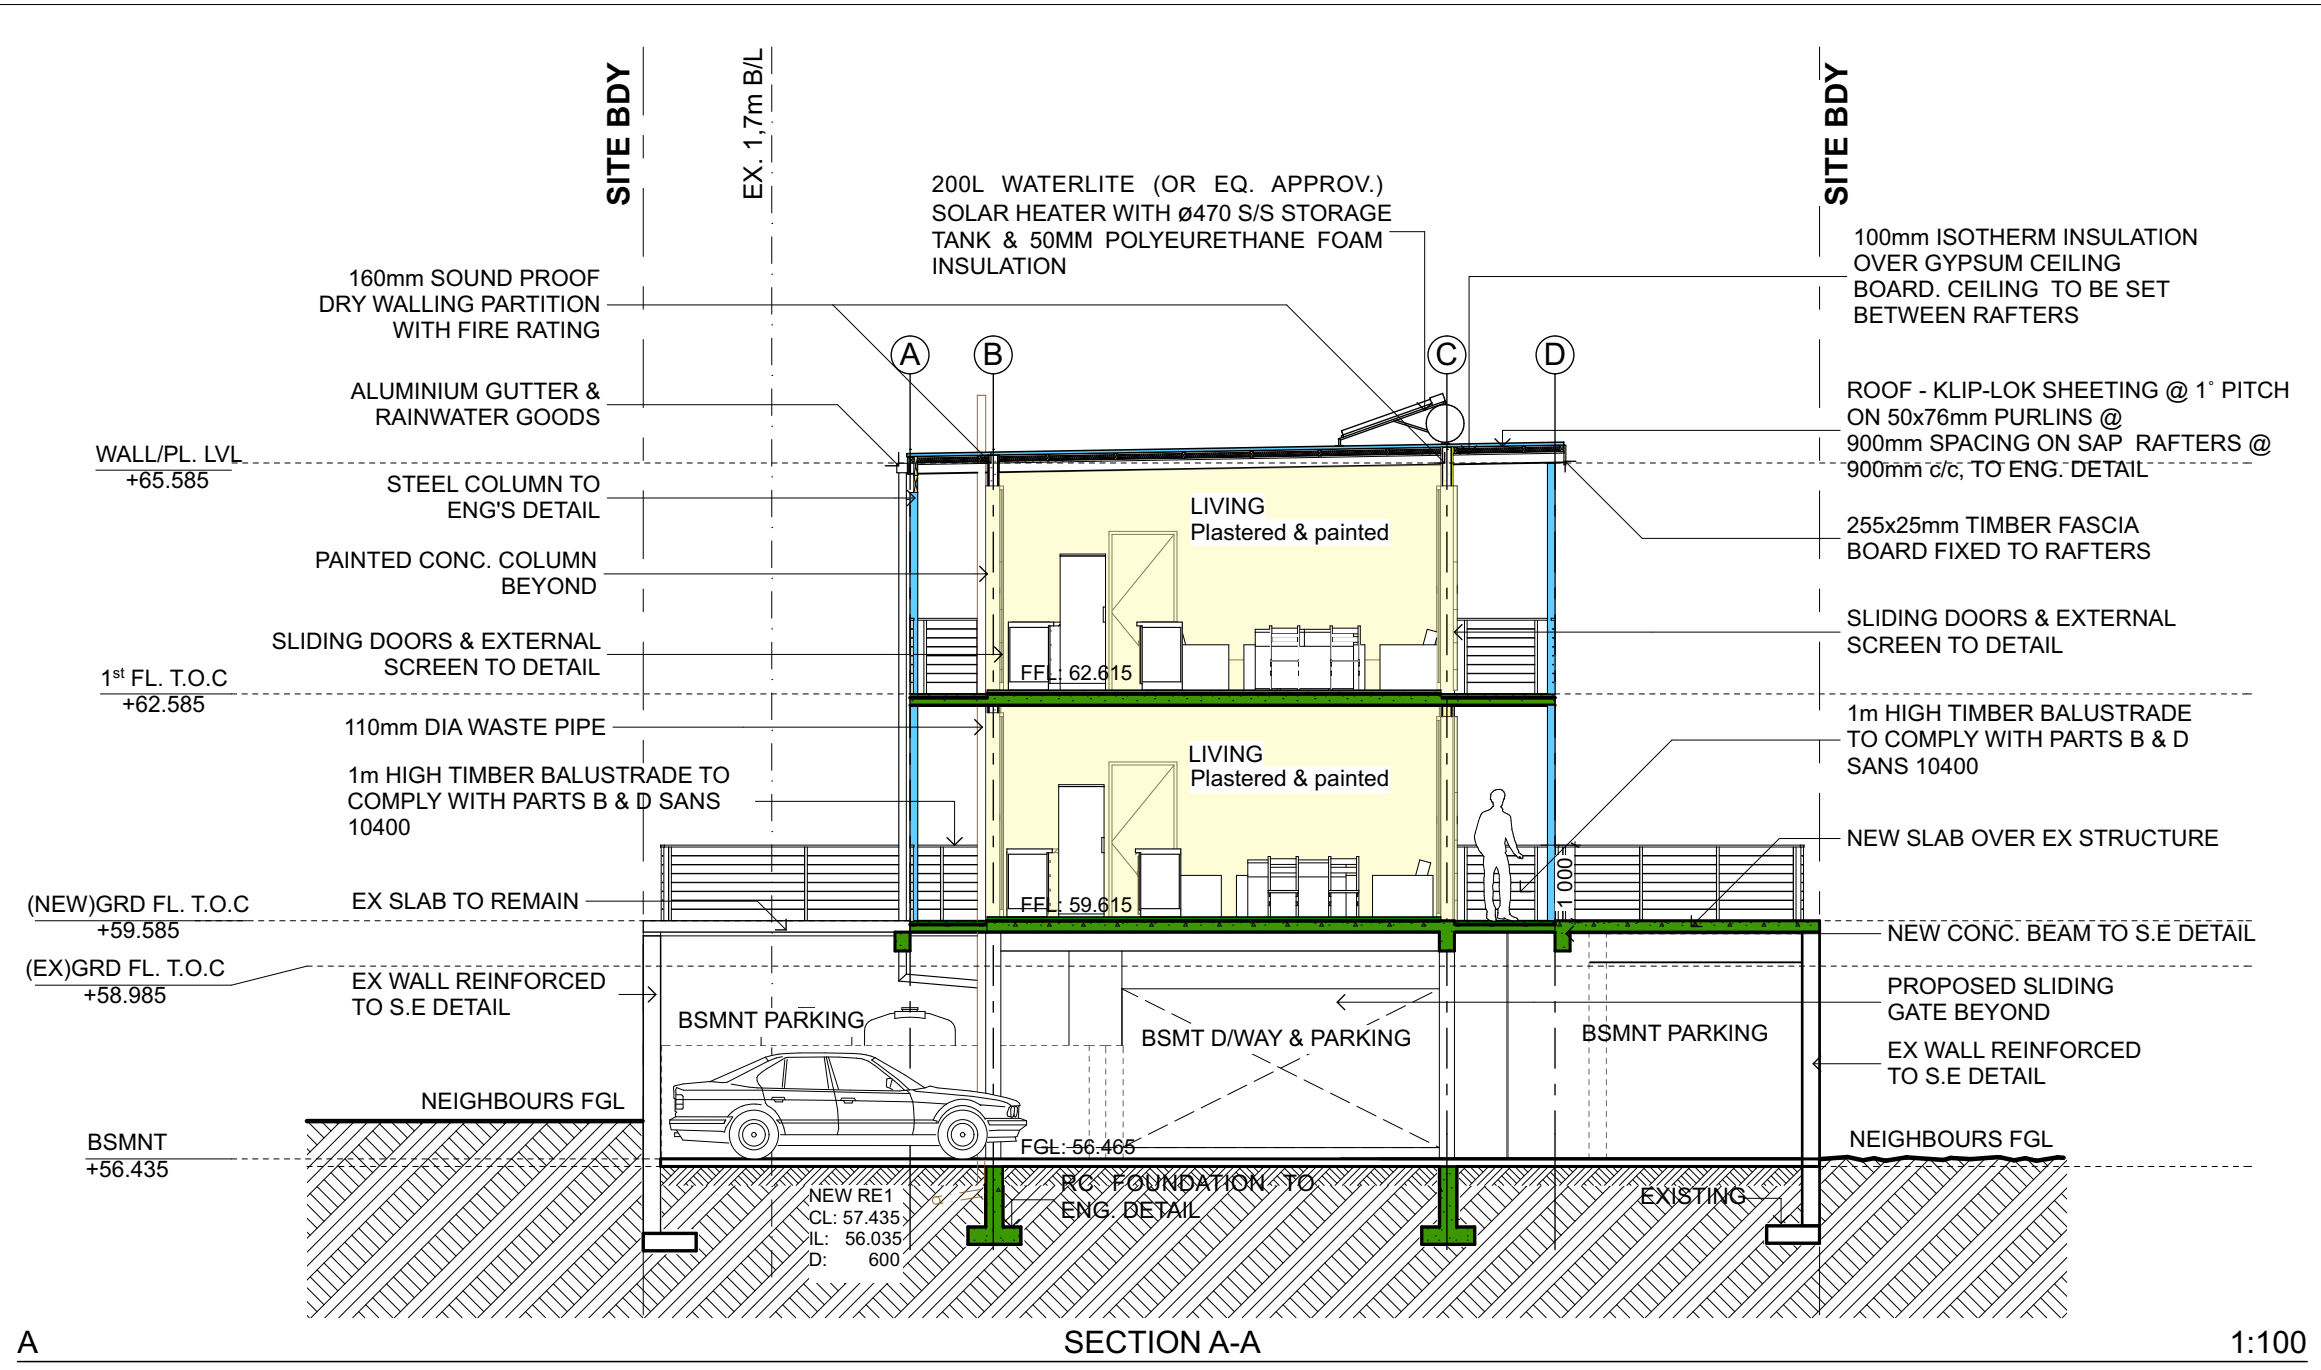 SITE BDY
EX. 1,7m B/L
SITE BDY
200L WATERLITE (OR EQ. APPROV.)
SOLAR HEATER WITH ø470 S/S STORAGE
TANK & 50MM POLYEURETHANE FOAM
INSULATION
100mm ISOTHERM INSULATION
OVER GYPSUM CEILING
BOARD. CEILING TO BE SET
BETWEEN RAFTERS
160mm SOUND PROOF
DRY WALLING PARTITION
WITH FIRE RATING
A
B
C
D
ALUMINIUM GUTTER &
RAINWATER GOODS
ROOF - KLIP-LOK SHEETING @ 1° PITCH
ON 50x76mm PURLINS @
900mm SPACING ON SAP RAFTERS @
900mm c/c, TO ENG. DETAIL
WALL/PL. LVL
+65.585
STEEL COLUMN TO
ENG'S DETAIL
LIVING
Plastered & painted
255x25mm TIMBER FASCIA
BOARD FIXED TO RAFTERS
PAINTED CONC. COLUMN
BEYOND
SLIDING DOORS & EXTERNAL
SCREEN TO DETAIL
SLIDING DOORS & EXTERNAL
SCREEN TO DETAIL
FFL: 62.615
1st FL. T.O.C
+62.585
110mm DIA WASTE PIPE
1m HIGH TIMBER BALUSTRADE
TO COMPLY WITH PARTS B & D
SANS 10400
LIVING
Plastered & painted
1m HIGH TIMBER BALUSTRADE TO
COMPLY WITH PARTS B & D SANS
10400
NEW SLAB OVER EX STRUCTURE
1 000
EX SLAB TO REMAIN
FFL: 59.615
(NEW)GRD FL. T.O.C
+59.585
NEW CONC. BEAM TO S.E DETAIL
(EX)GRD FL. T.O.C
+58.985
EX WALL REINFORCED
TO S.E DETAIL
PROPOSED SLIDING
GATE BEYOND
BSMNT PARKING
BSMT D/WAY & PARKING
BSMNT PARKING
EX WALL REINFORCED
TO S.E DETAIL
NEIGHBOURS FGL
BSMNT
+56.435
FGL: 56.465
NEIGHBOURS FGL
NEW RE1
CL: 57.435
IL: 56.035
D: 600
RC FOUNDATION TO
ENG. DETAIL
EXISTING
A
SECTION A-A
1:100